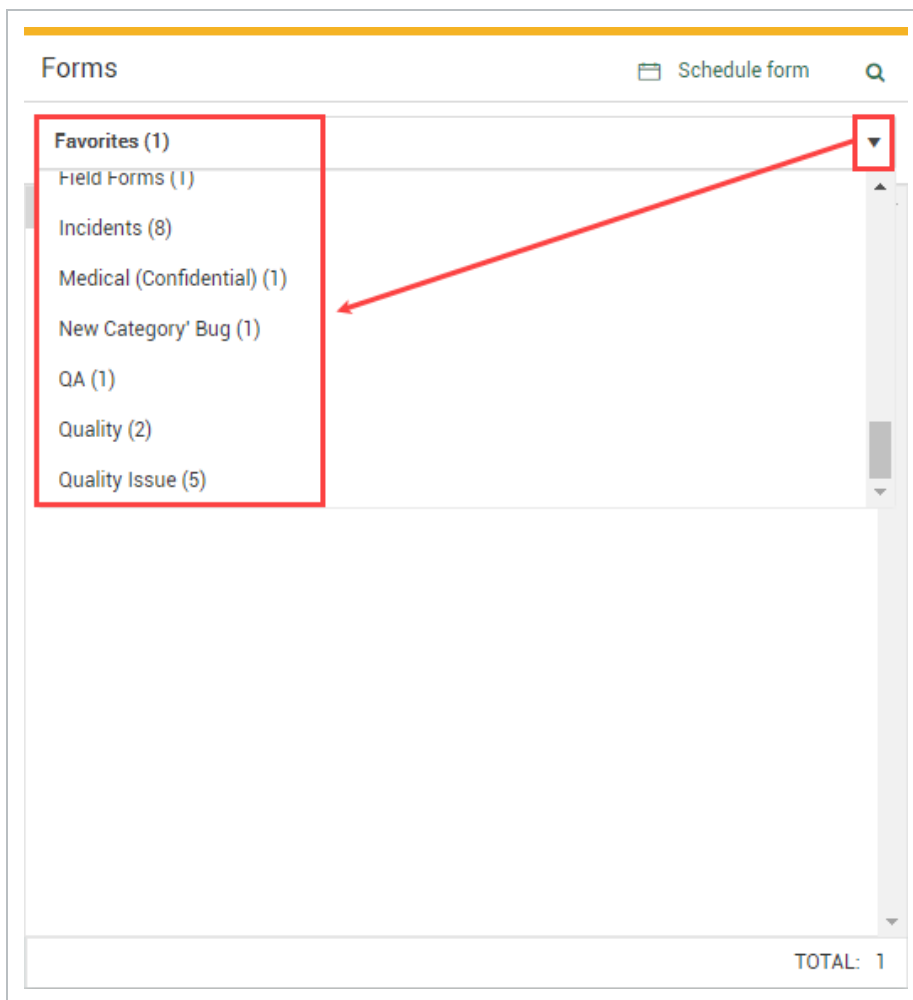 Forms
Schedule form
Favorites (1)
Field Forms (1)
Incidents (8)
Medical (Confidential) (1)
New Category' Bug (1)
QA (1)
Quality (2)
Quality Issue (5)
TOTAL: 1